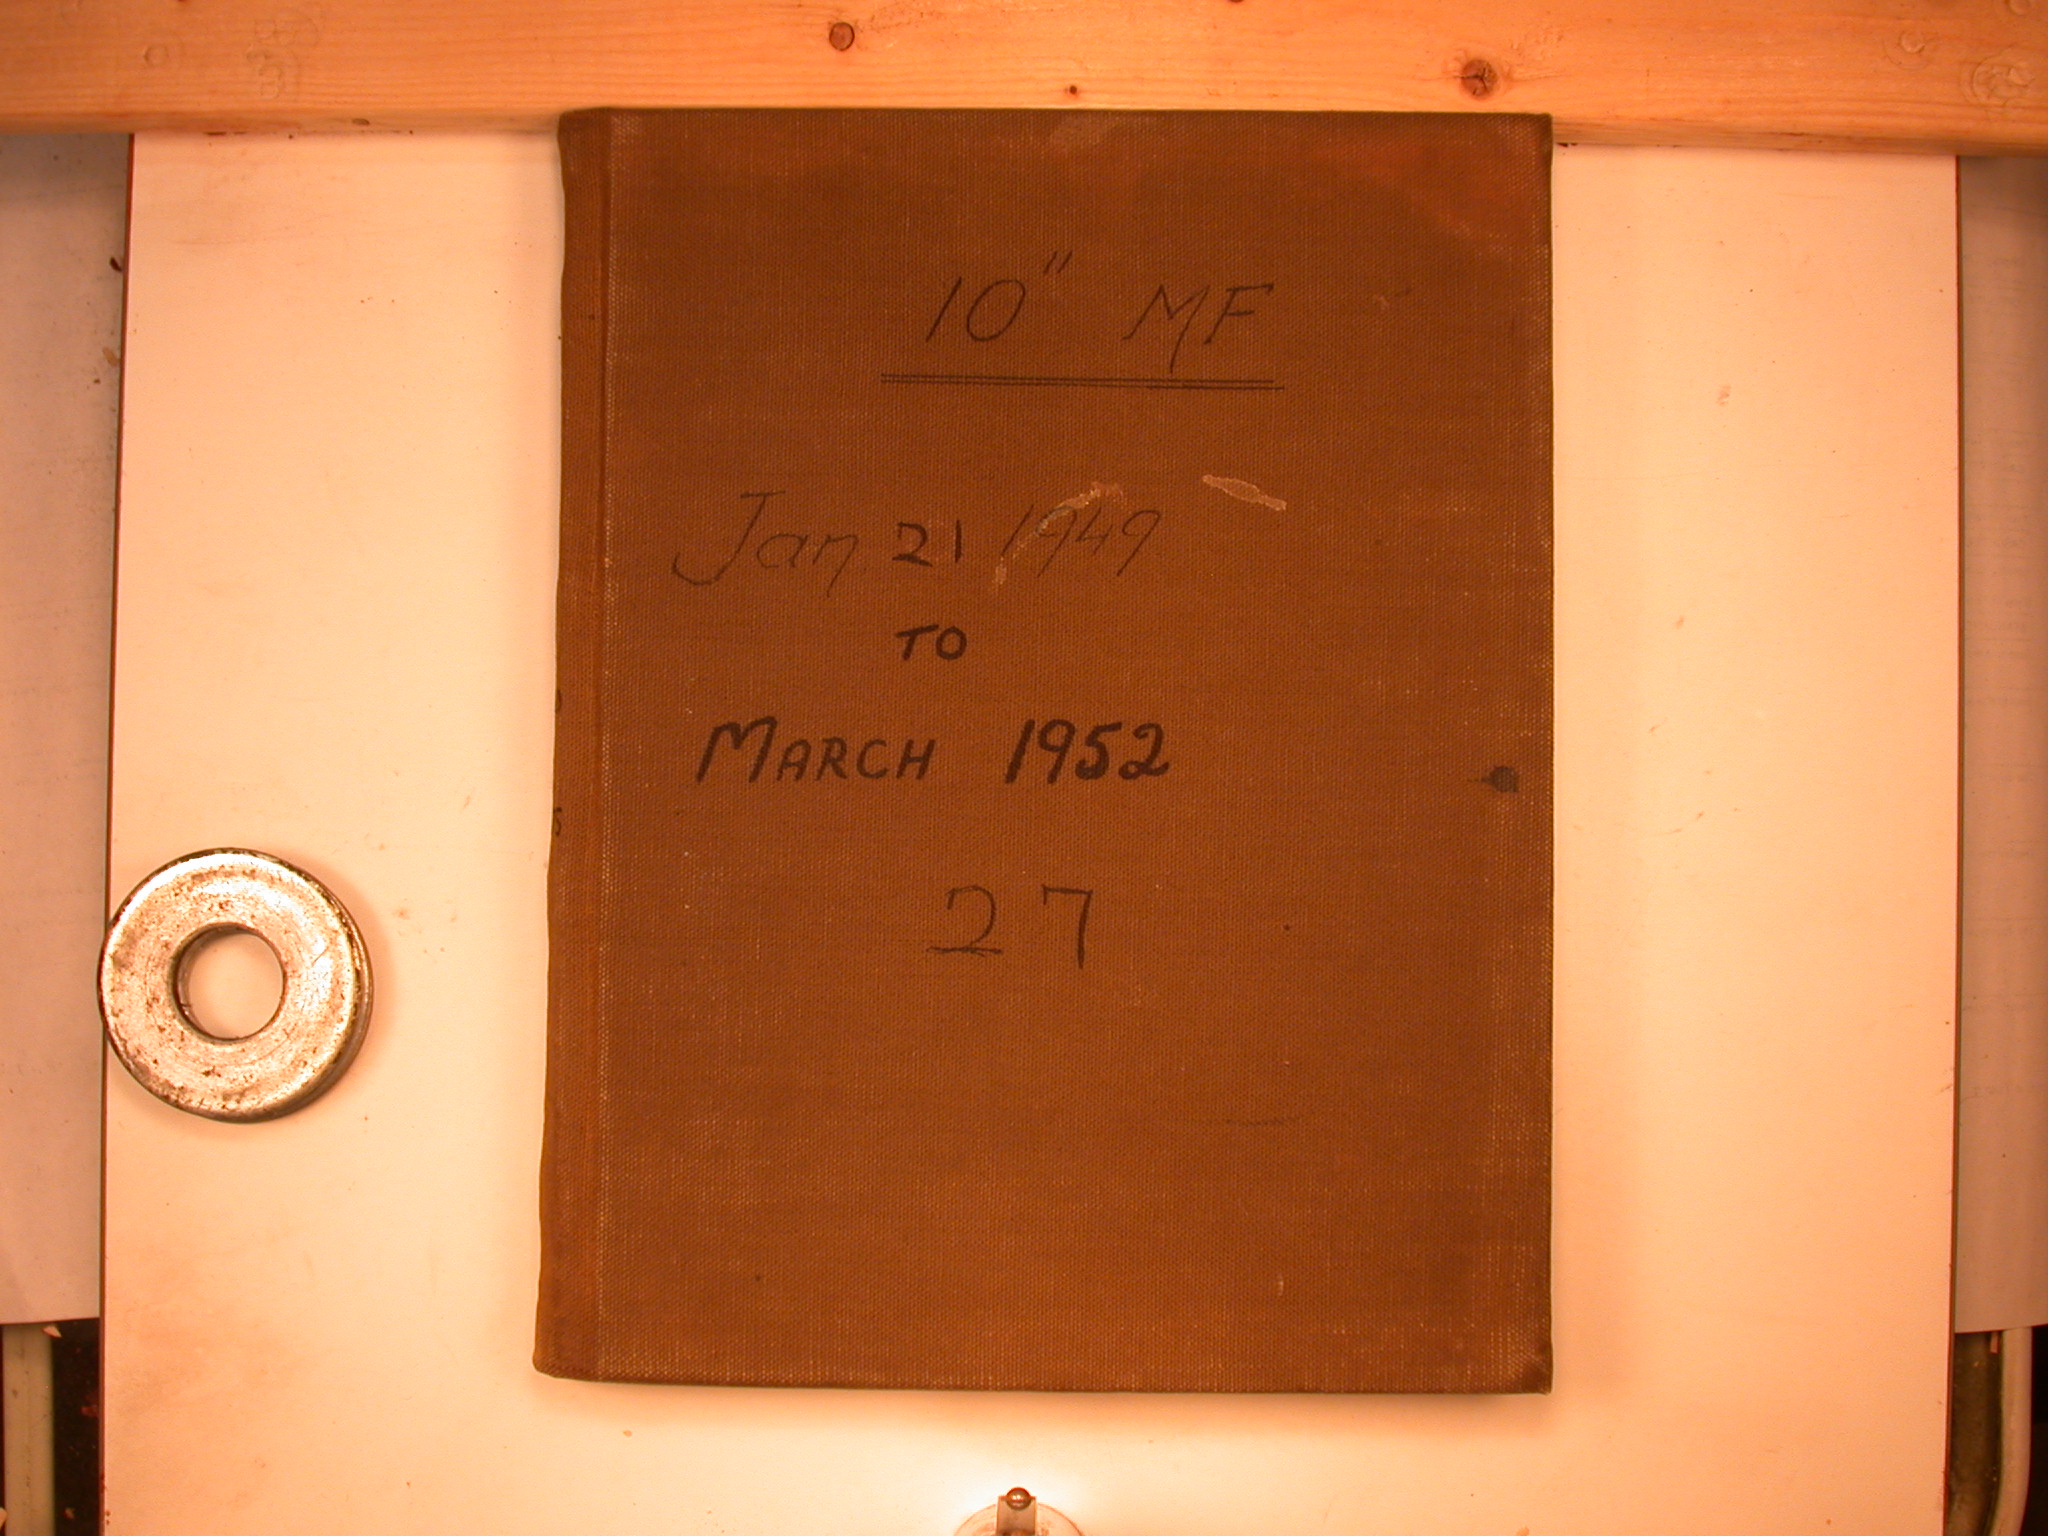 10" MF
Jan 21 1949
TO
MARCH 1952
27